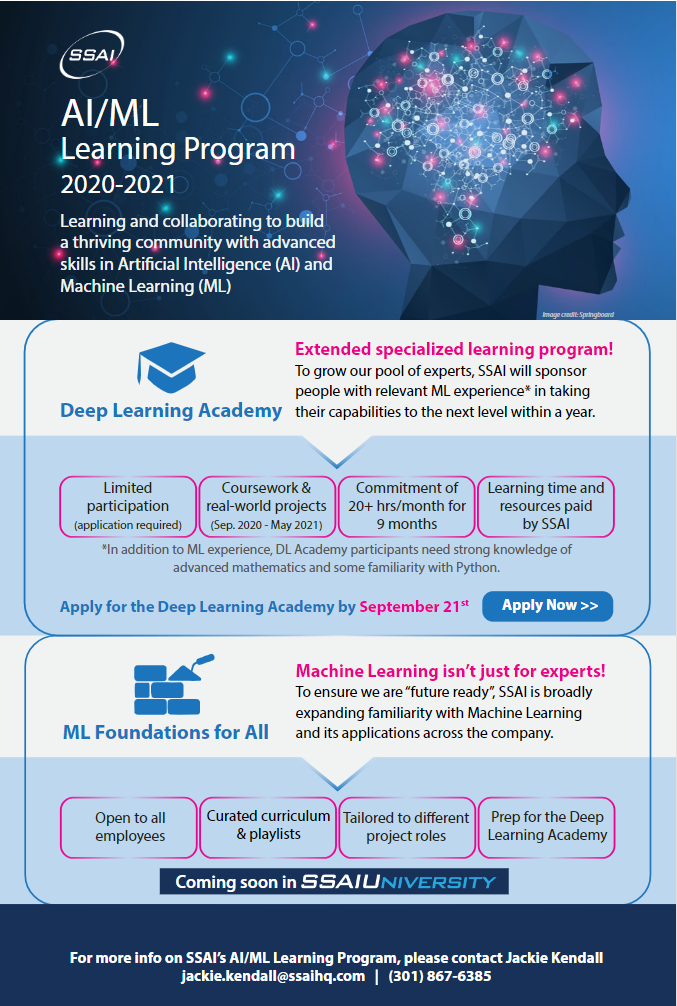 SSAI
AI/ML
Learning Program
2020-2021
Learning and collaborating to build
a thriving community with advanced
skills in Artificial Intelligence (AI) and
Machine Learning (ML)
Image credit: Springboard
Deep Learning Academy
Extended specialized learning program!
To grow our pool of experts, SSAI will sponsor
people with relevant ML experience* in taking
their capabilities to the next level within a year.
Limited
participation
(application required)
Coursework &
real-world projects
(Sep. 2020 - May 2021)
Commitment of
20+ hrs/month for
9 months
Learning time and
resources paid
by SSAI
*In addition to ML experience, DL Academy participants need strong knowledge of
advanced mathematics and some familiarity with Python.
Apply for the Deep Learning Academy by September 21st
Apply Now >>
ML Foundations for All
Machine Learning isn’t just for experts!
To ensure we are “future ready”, SSAI is broadly
expanding familiarity with Machine Learning
and its applications across the company.
Open to all
employees
Curated curriculum
& playlists
Tailored to different
project roles
Prep for the Deep
Learning Academy
Coming soon in SSAIUNIVERSITY
For more info on SSAI’s AI/ML Learning Program, please contact Jackie Kendall
jackie.kendall@ssaihq.com | (301) 867-6385